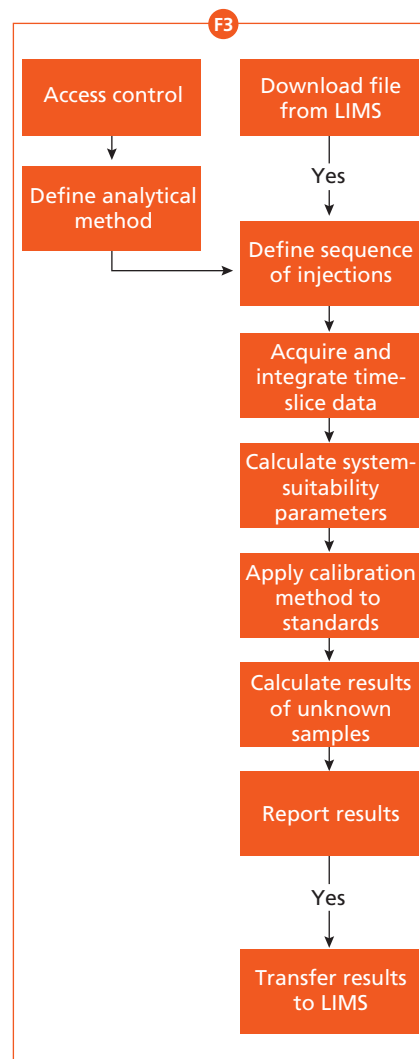 F3
Access control
Define analytical
method
Download file
from LIMS
Yes
Define sequence
of injections
Acquire and
integrate time-
slice data
Calculate system-
suitability
parameters
Apply calibration
method to
standards
Calculate results
of unknown
samples
Report results
Yes
Transfer results
to LIMS